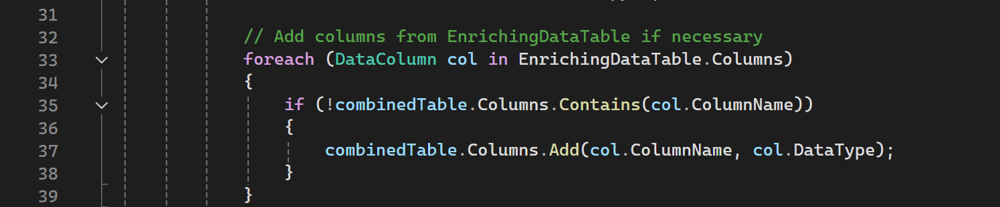 31
32 // Add columns from EnrichingDataTable if necessary
33 foreach (DataColumn col in EnrichingDataTable.Columns)
34 {
35 if (!combinedTable.Columns.Contains(col.ColumnName))
36 {
37 combinedTable.Columns.Add(col.ColumnName, col.DataType);
38 }
39 }